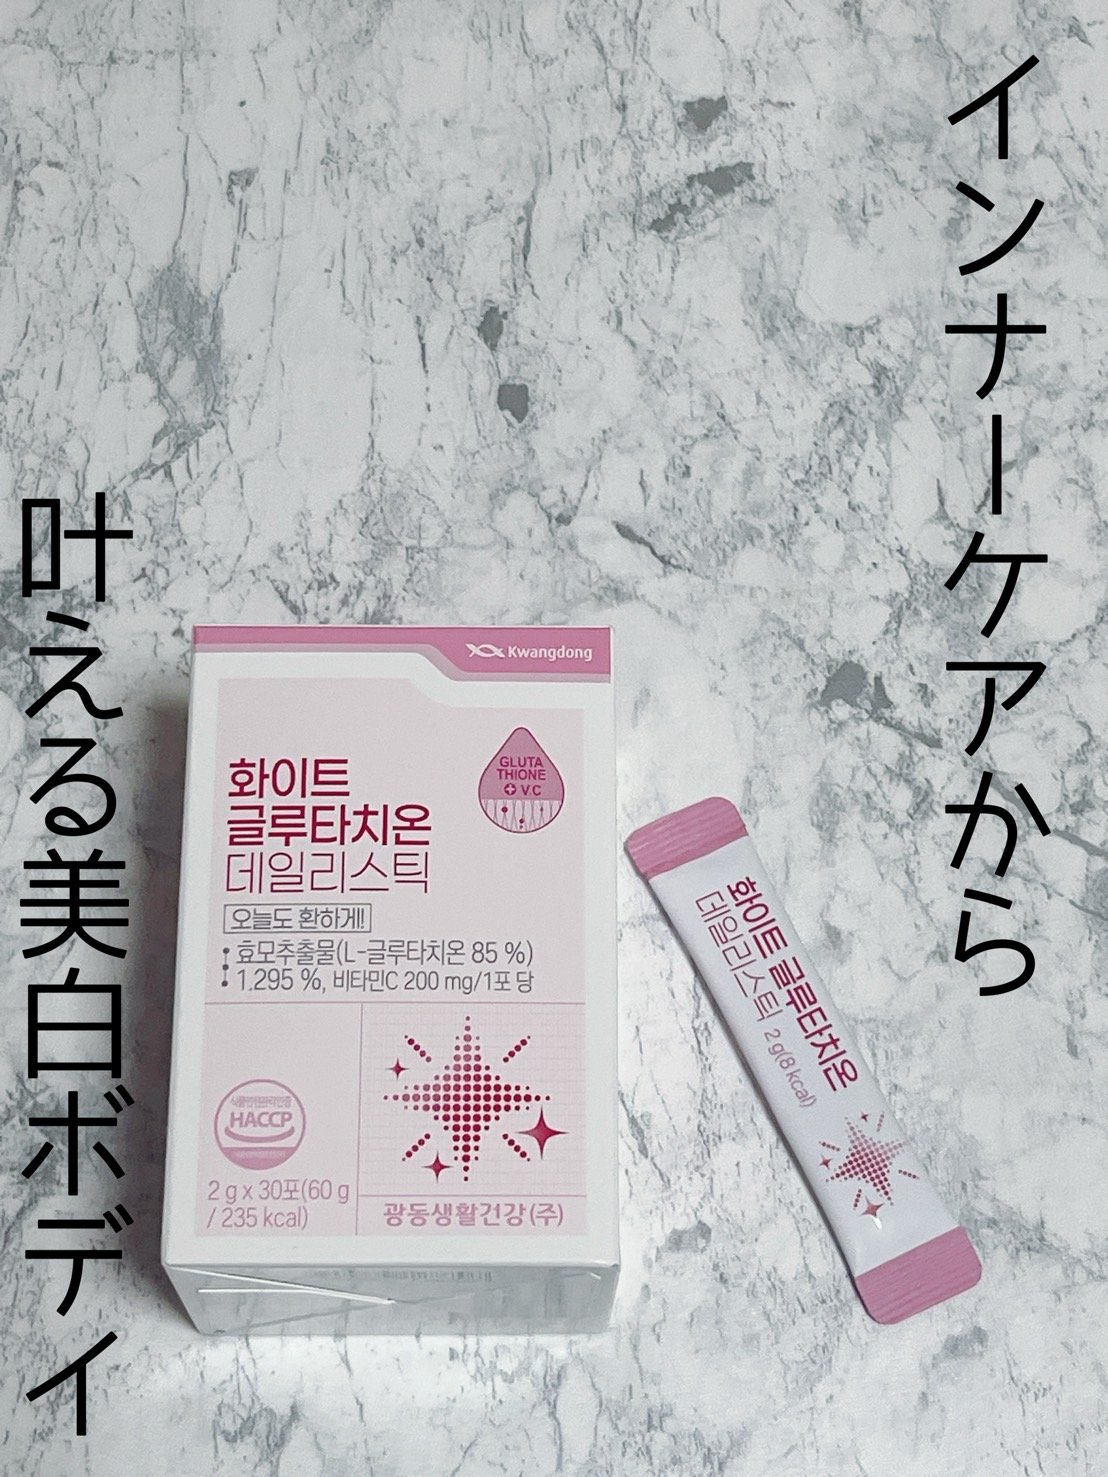 インナーケアから
叶える美白ボディ
Kwangdong
화이트
글루타치온
데일리스틱
GLUTA
THIONE
V.C
오늘도 환하게!!
효모추출물(L-글루타치온 85 %)
1.295 %, 비타민C 200 mg/1포 당
HACCP
2 g x 30포(60 g
/ 235 kcal)
광동생활건강(주)
화이트 글루타치온
데일리스틱 2 g(8 kcal)